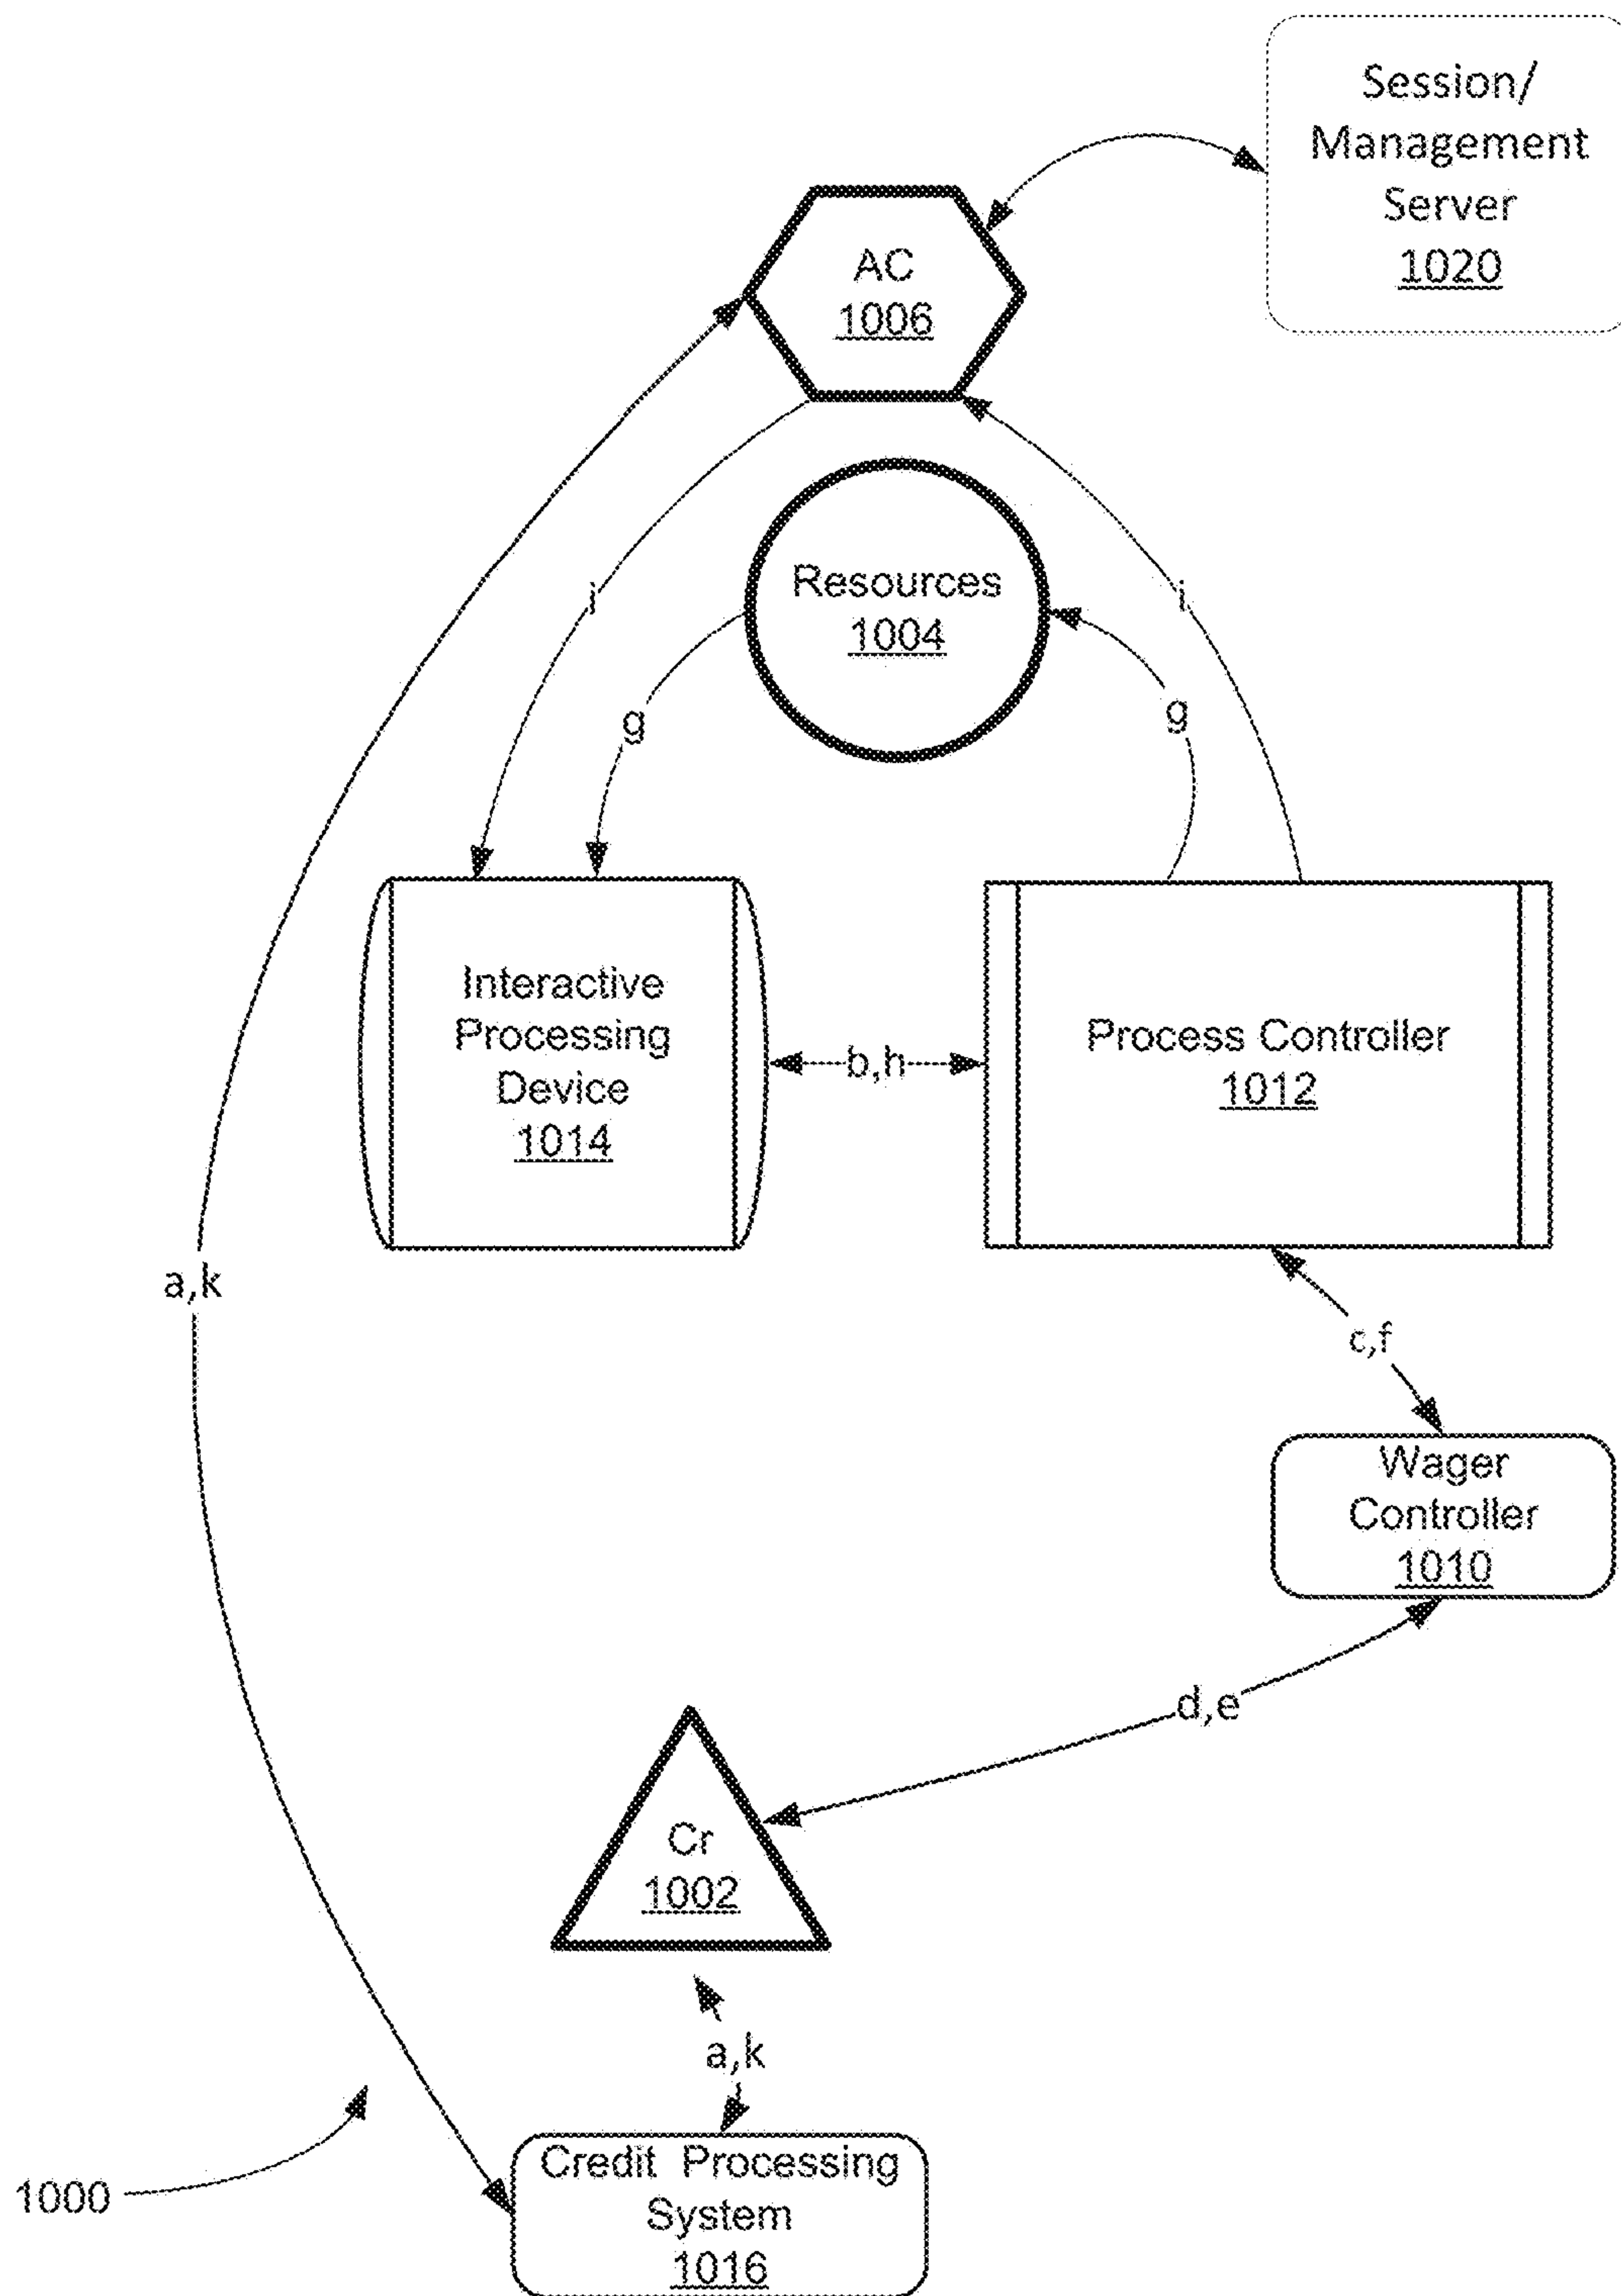 Session/
Management
Server
1020
AC
1006
Resources
1004
j
i
g
g
Interactive
Processing
Device
1014
b,h
Process Controller
1012
a,k
c,f
Wager
Controller
1010
d,e
Cr
1002
a,k
1000
Credit Processing
System
1016